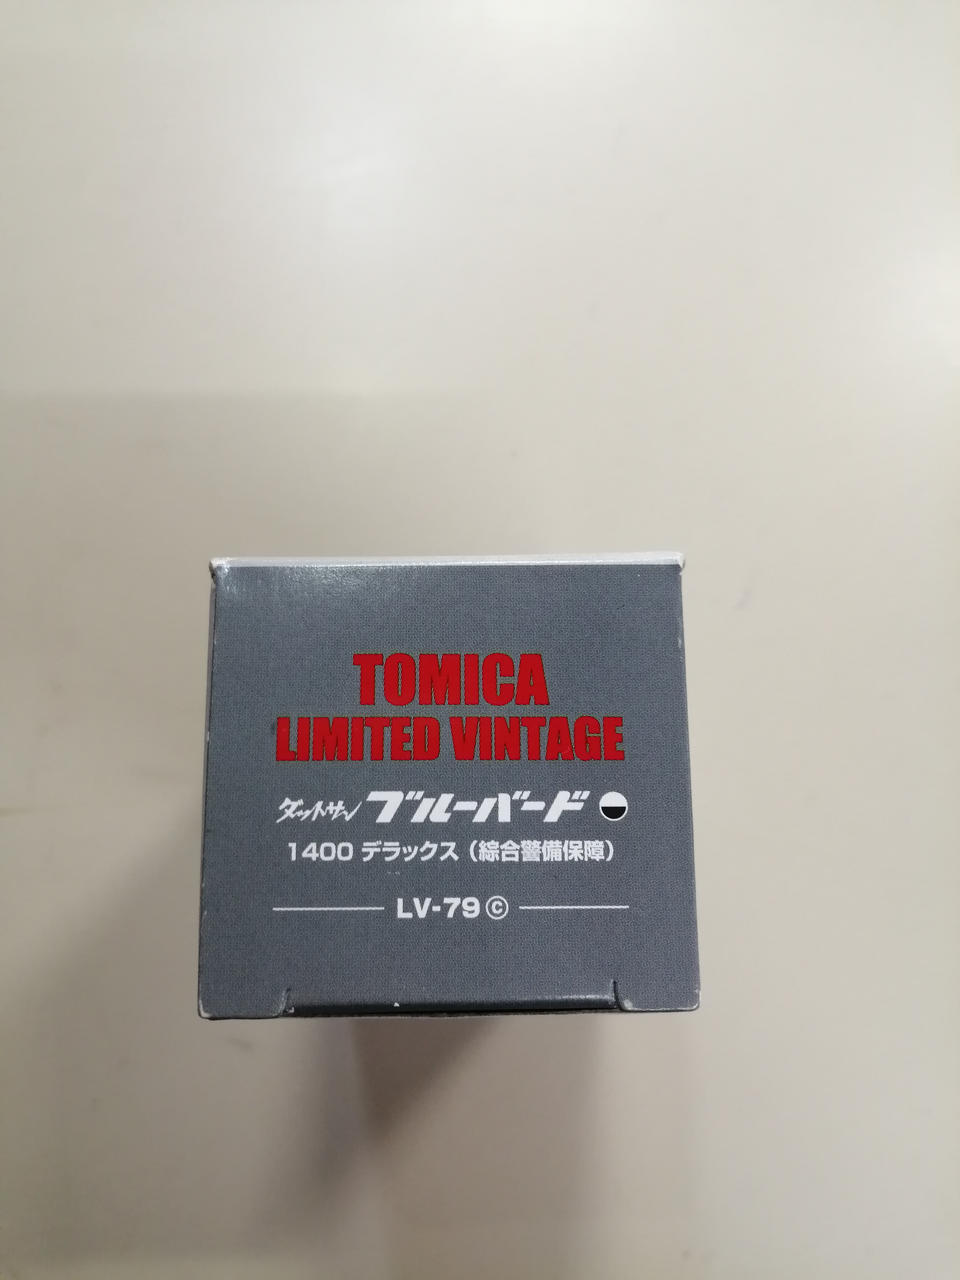 TOMICA
LIMITED VINTAGE
ダットサン ブルーバード
1400 デラックス（綜合警備保障）
LV-79 ⓒ